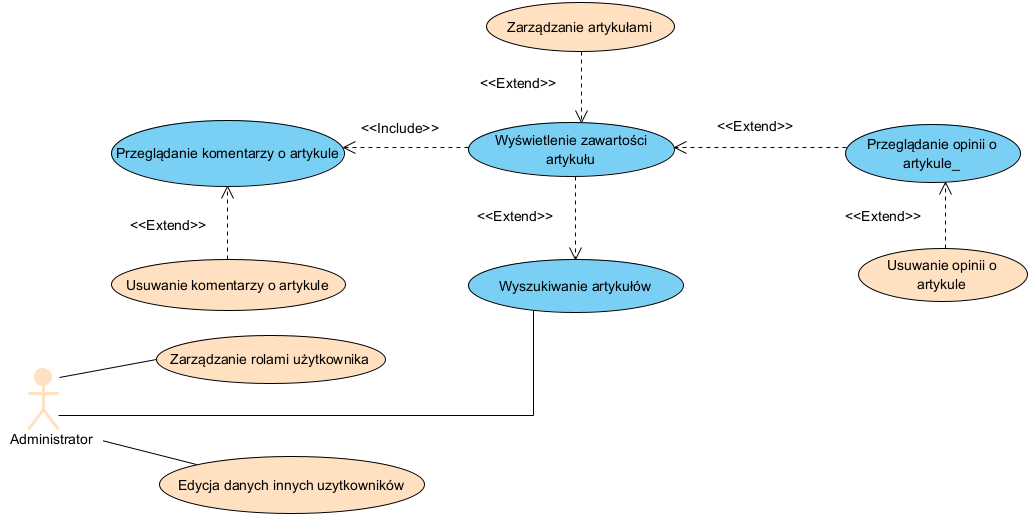 Zarządzanie artykułami
<<Extend>>
<<Include>>
<<Extend>>
Przeglądanie komentarzy o artykule
Wyświetlenie zawartości
artykułu
Przeglądanie opinii o
artykule_
<<Extend>>
<<Extend>>
<<Extend>>
Usuwanie komentarzy o artykule
Wyszukiwanie artykułów
Usuwanie opinii o
artykule
Zarządzanie rolami użytkownika
Administrator
Edycja danych innych uzytkowników